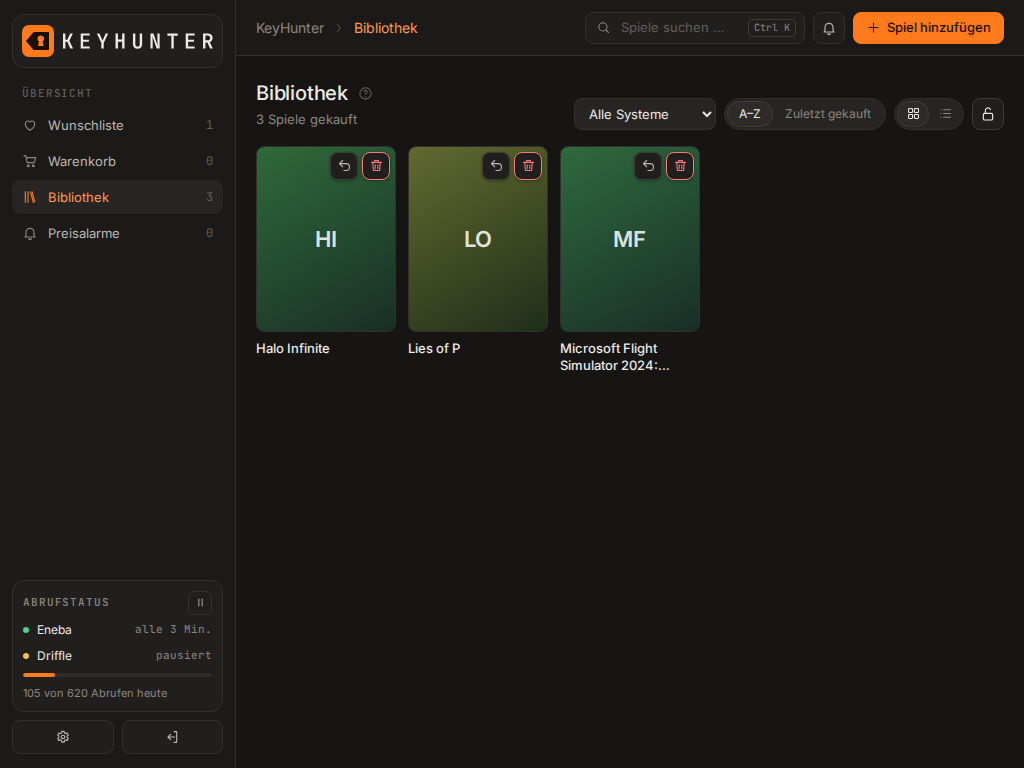 KEYHUNTER
ÜBERSICHT
Wunschliste 1
Warenkorb 0
Bibliothek 3
Preisalarme 0
ABRUFSTATUS
Eneba alle 3 Min.
Driffle pausiert
105 von 620 Abrufen heute
KeyHunter Bibliothek
Spiele suchen ... Ctrl K
Spiel hinzufügen
Bibliothek
3 Spiele gekauft
Alle Systeme
A–Z Zuletzt gekauft
HI
LO
MF
Halo Infinite
Lies of P
Microsoft Flight
Simulator 2024:...